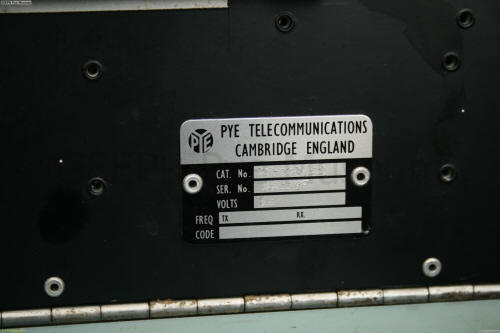 PYE
PYE TELECOMMUNICATIONS
CAMBRIDGE ENGLAND
CAT. No.
SER. No.
VOLTS
FREQ TX. RX.
CODE